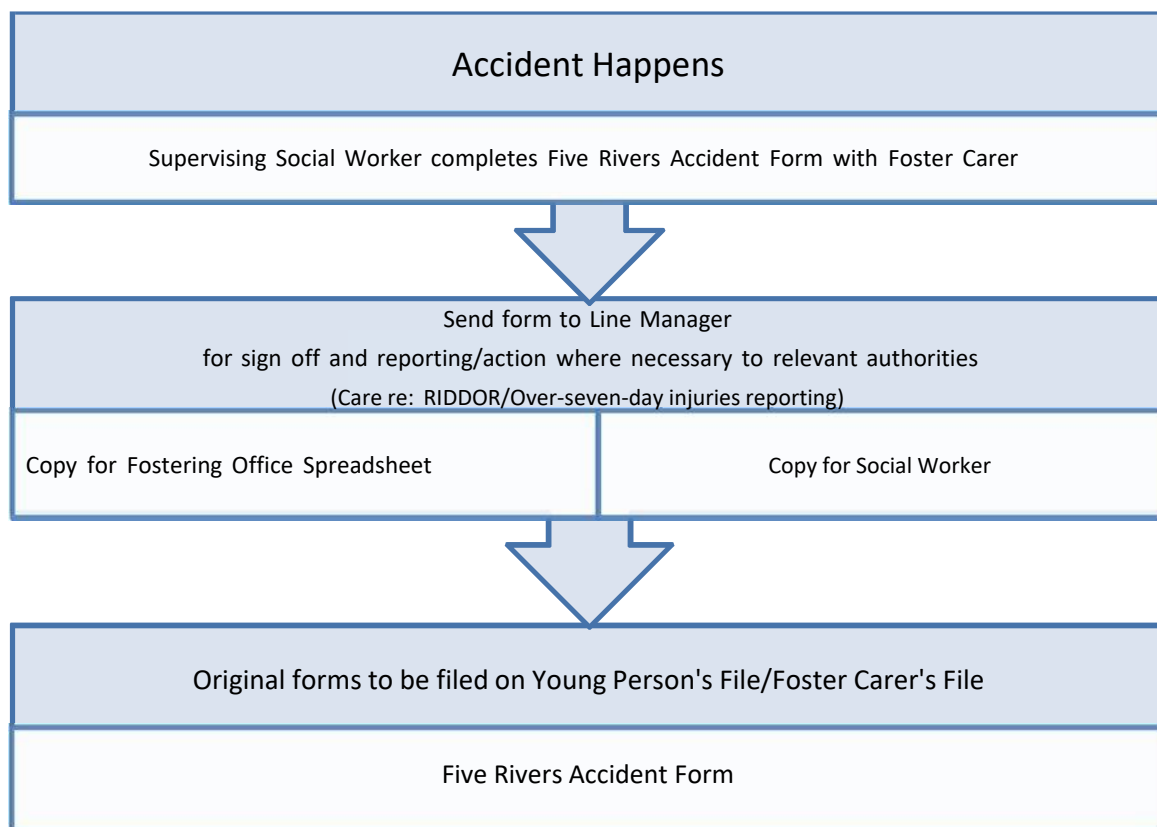 Accident Happens
Supervising Social Worker completes Five Rivers Accident Form with Foster Carer
Send form to Line Manager
for sign off and reporting/action where necessary to relevant authorities
(Care re: RIDDOR/Over-seven-day injuries reporting)
Copy for Fostering Office Spreadsheet
Copy for Social Worker
Original forms to be filed on Young Person's File/Foster Carer's File
Five Rivers Accident Form